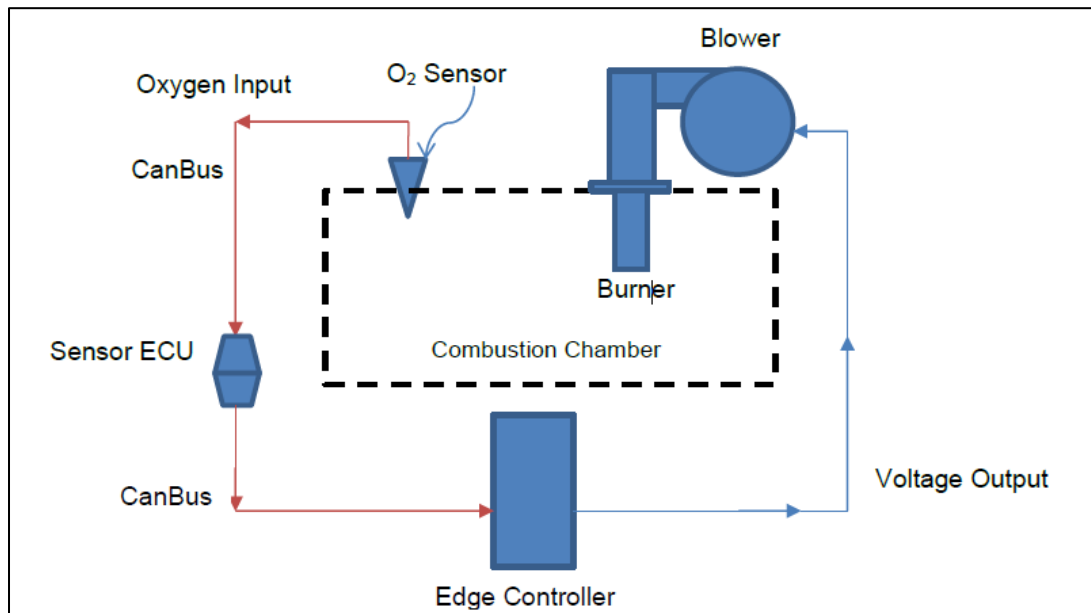 Blower
O₂ Sensor
Oxygen Input
CanBus
Burner
Combustion Chamber
Sensor ECU
CanBus
Voltage Output
Edge Controller